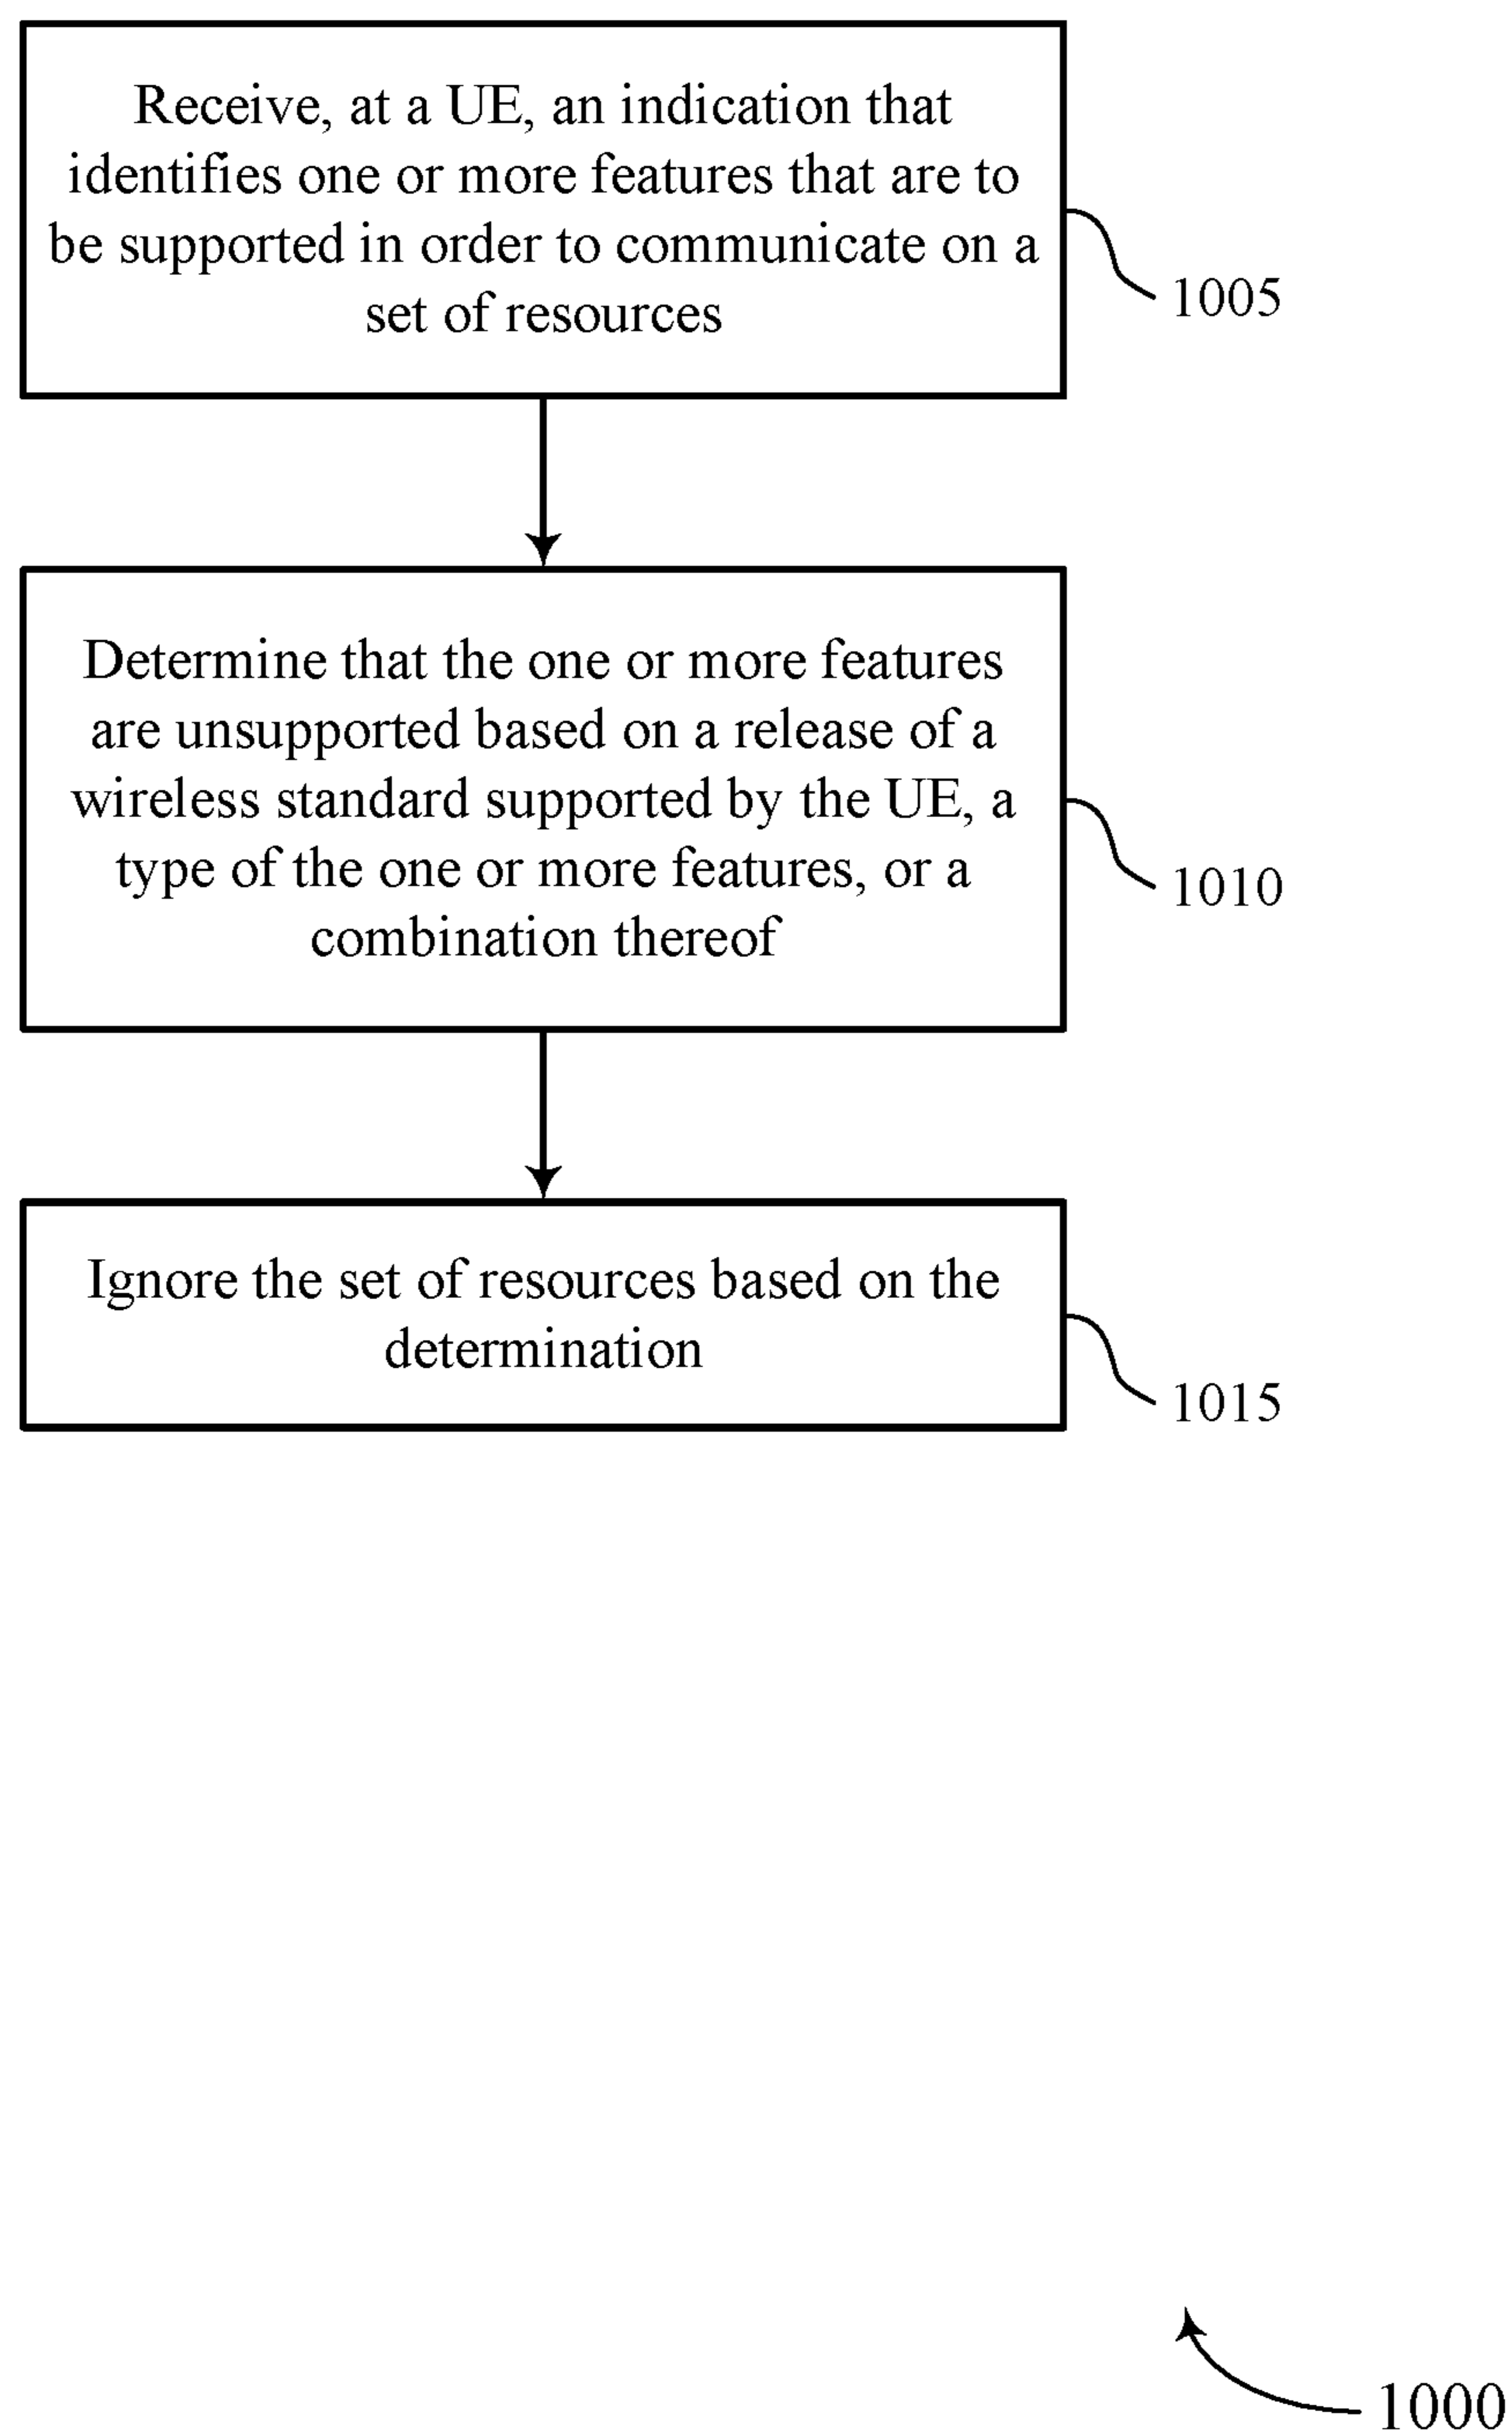 Receive, at a UE, an indication that
identifies one or more features that are to
be supported in order to communicate on a
set of resources
1005
Determine that the one or more features
are unsupported based on a release of a
wireless standard supported by the UE, a
type of the one or more features, or a
combination thereof
1010
Ignore the set of resources based on the
determination
1015
1000